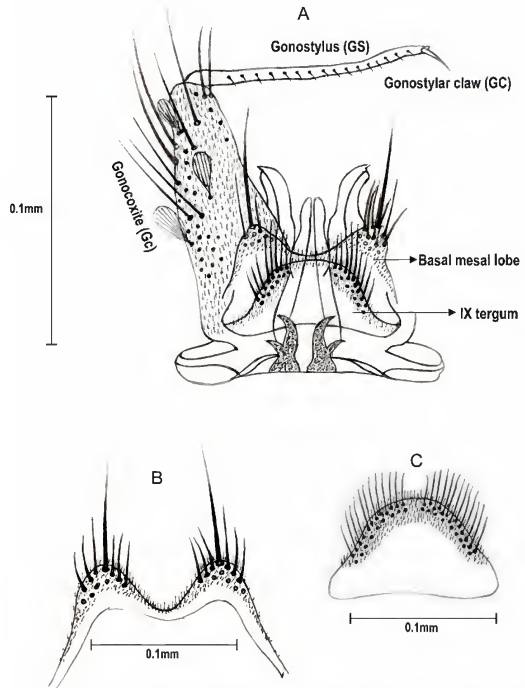 A
Gonostylus (GS)
Gonostylar claw (GC)
0.1mm
Gonocoxite (Gc)
Basal mesal lobe
IX tergum
B
C
0.1mm
0.1mm